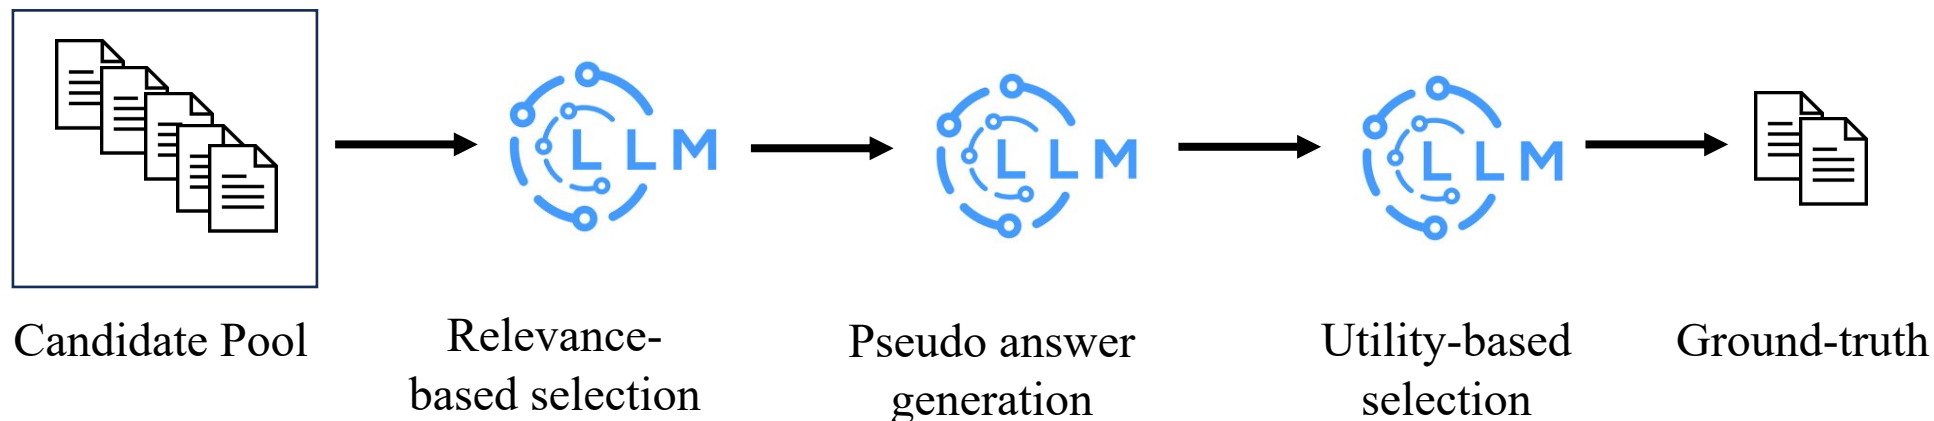 LLM
LLM
LLM
Candidate Pool
Relevance-
based selection
Pseudo answer
generation
Utility-based
selection
Ground-truth